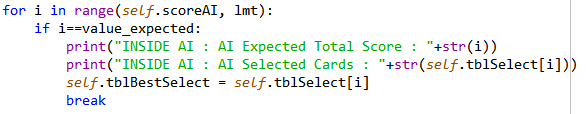 for i in range(self.scoreAI, lmt):
    if i==value_expected:
        print("INSIDE AI : AI Expected Total Score : "+str(i))
        print("INSIDE AI : AI Selected Cards : "+str(self.tblSelect[i]))
        self.tblBestSelect = self.tblSelect[i]
        break